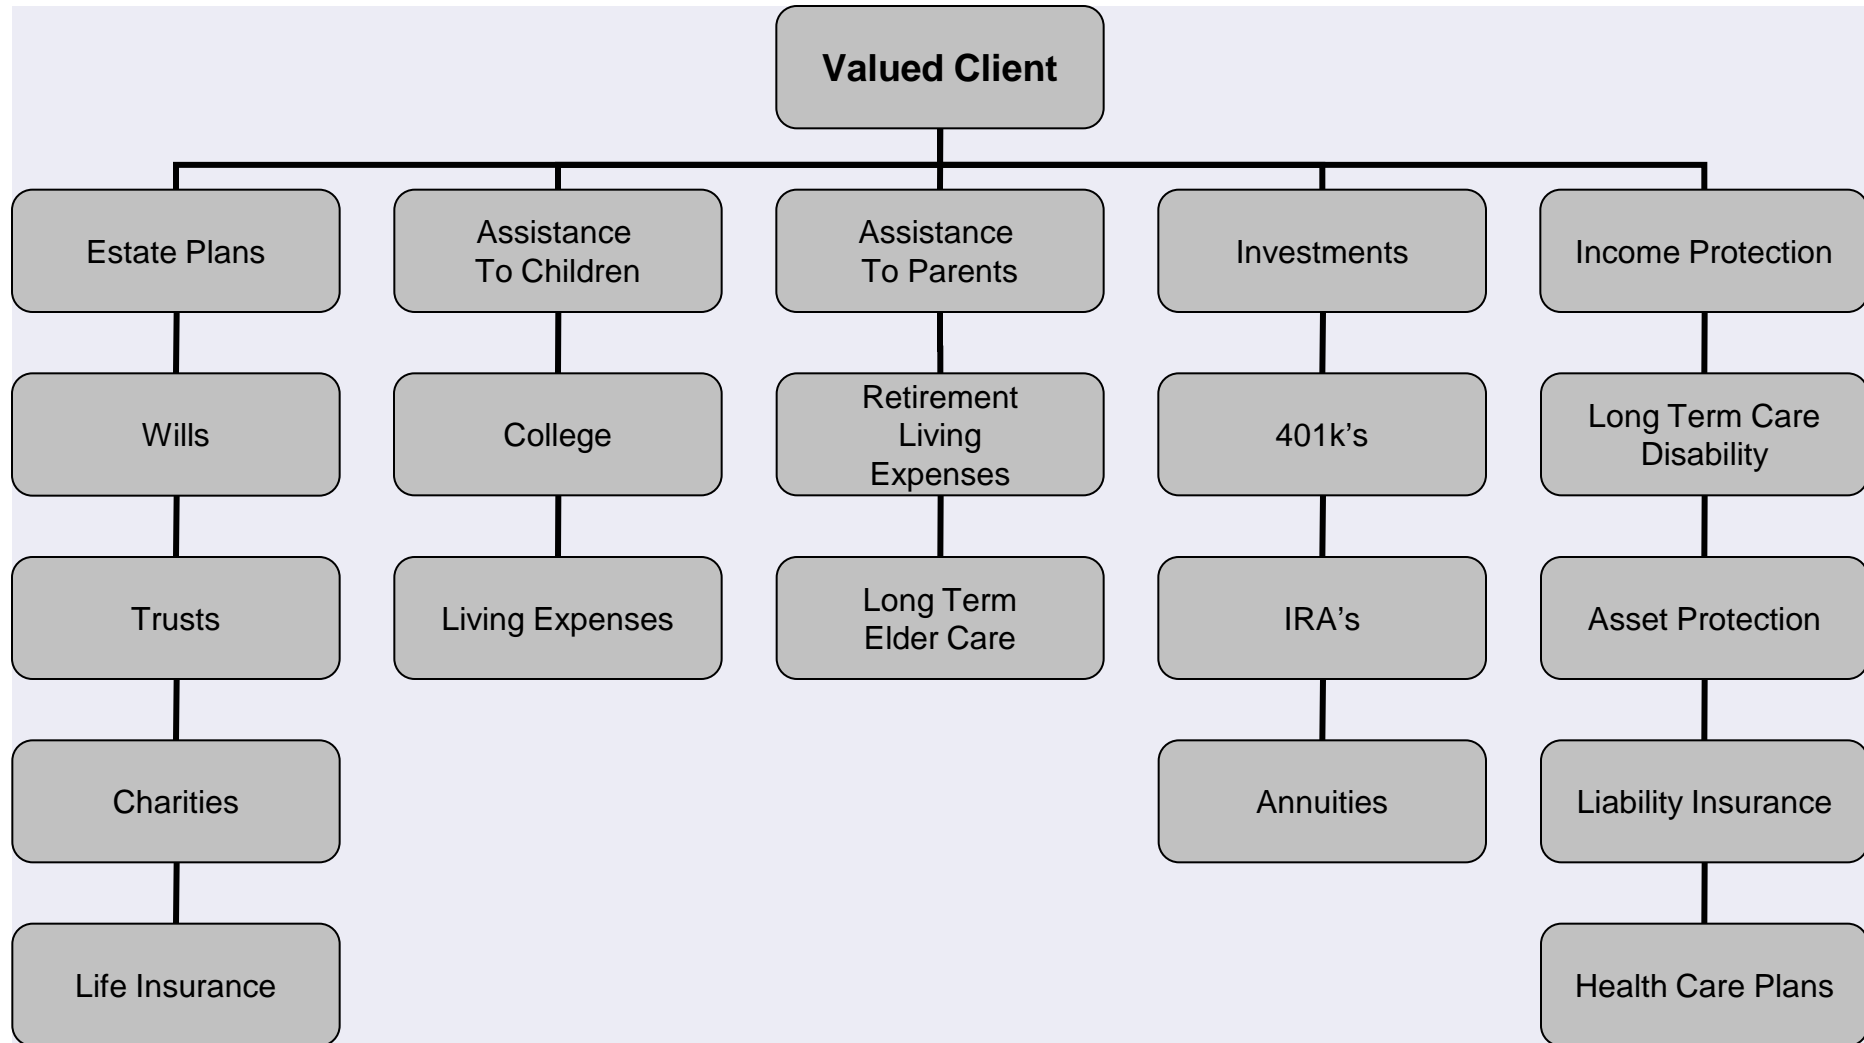 Valued Client
Estate Plans
Assistance
To Children
Assistance
To Parents
Investments
Income Protection
Wills
College
Retirement
Living
Expenses
401k’s
Long Term Care
Disability
Trusts
Living Expenses
Long Term
Elder Care
IRA’s
Asset Protection
Charities
Annuities
Liability Insurance
Life Insurance
Health Care Plans